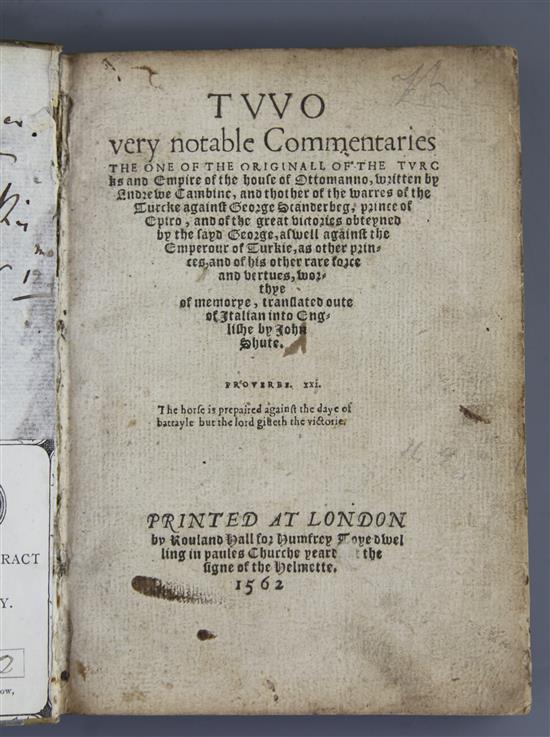 TVVO
very notable Commentaries
THE ONE OF THE ORIGINALL OF THE TVRC
ks and Empire of the house of Ottomanno, written by
Andrewe Cambine, and thother of the warres of the
Turcke against George Scanderbeg, prince of
Epiro, and of the great victories obteyned
by the sayd George, aswell against the
Emperour of Turkie, as other prin-
ces, and of his other rare force
and vertues, wor-
thye
of memorye, translated oute
of Italian into Eng-
lishe by John
Shute.
PROVERBE. xxi.
The horse is prepaired against the daye of
battayle but the lord gifteth the victorie.
PRINTED AT LONDON
by Rouland Hall for Humfrey Toye dwel
ling in paules Churche yearde the
signe of the Helmette.
1562
RACT
Y.
ow,